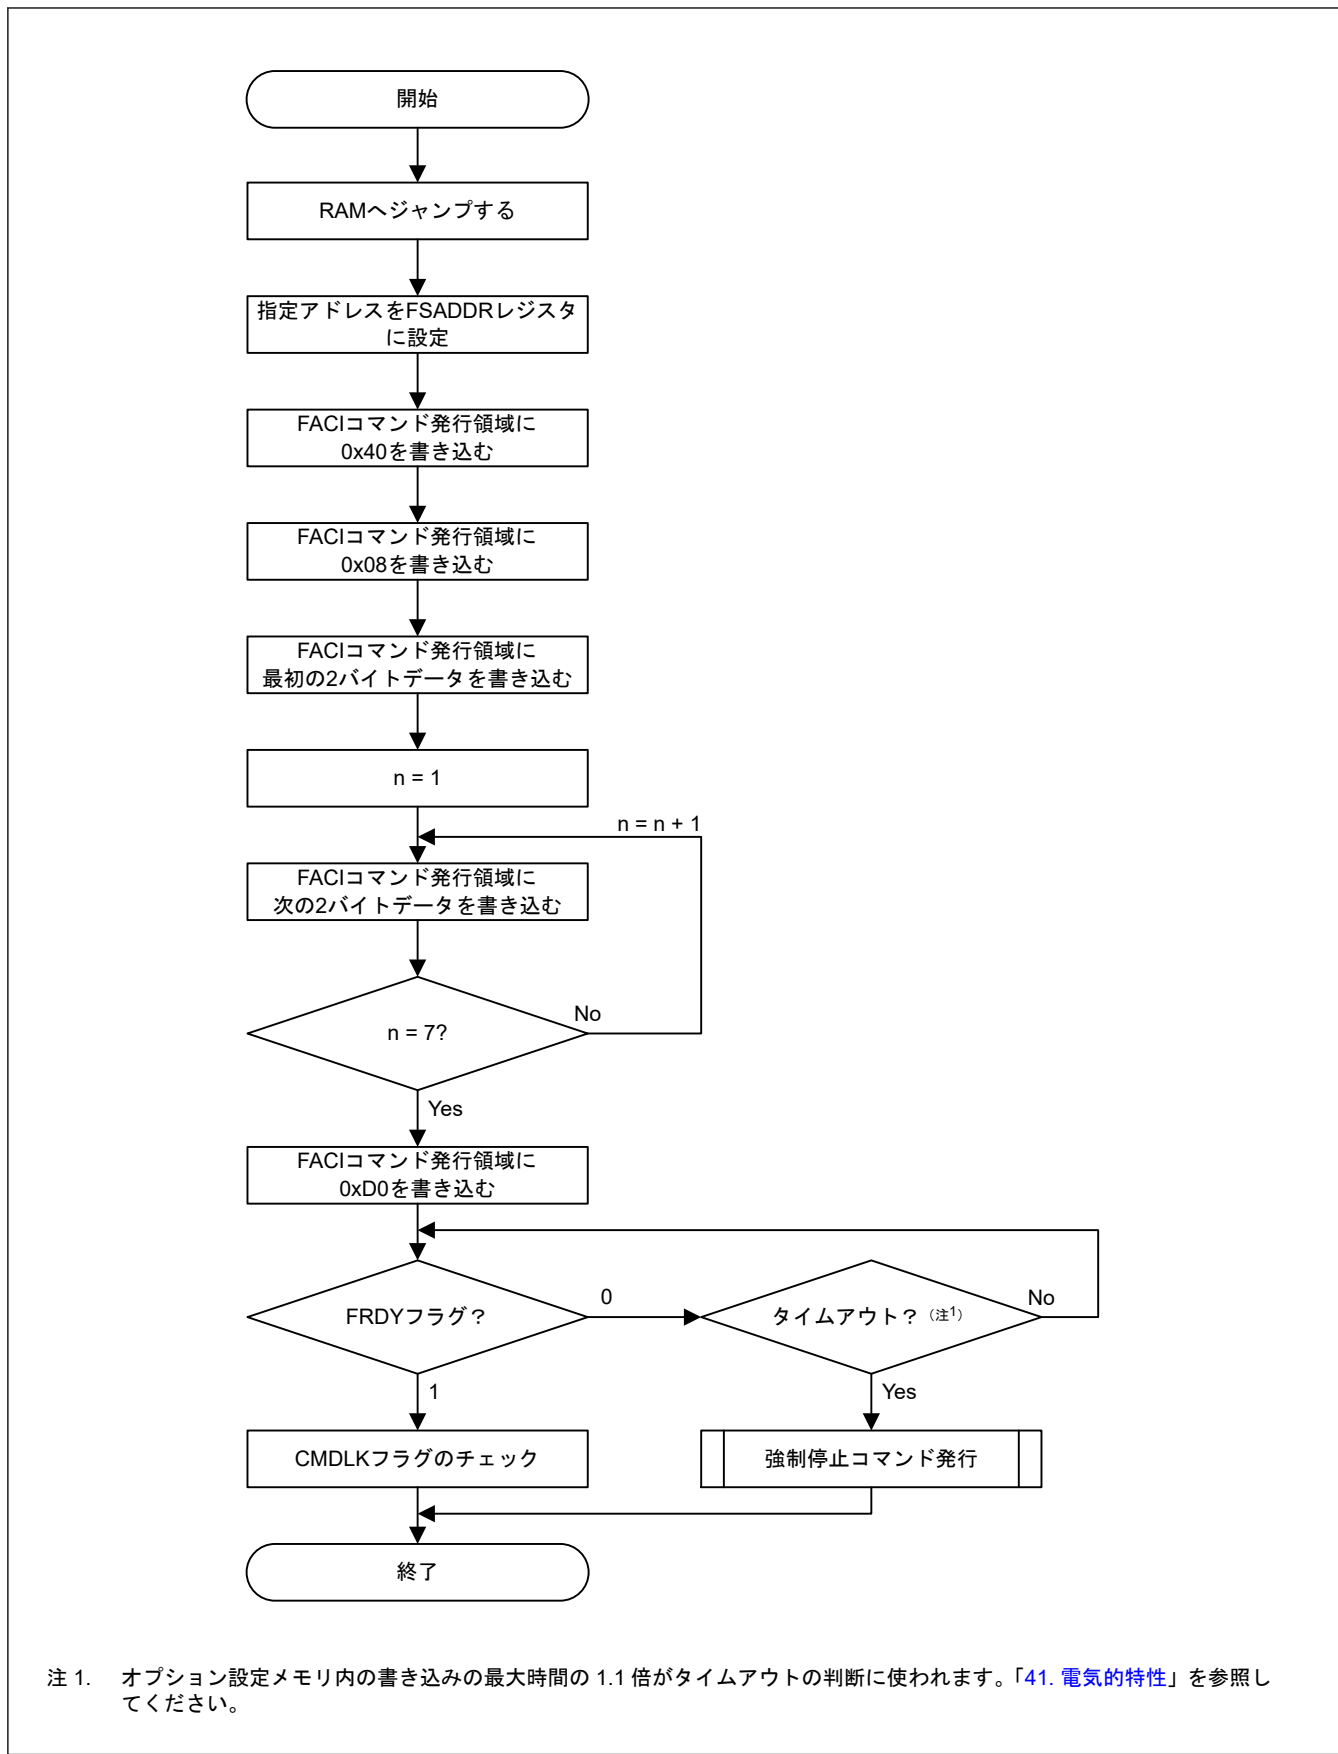 開始
RAMへジャンプする
指定アドレスをFSADDRレジスタ
に設定
FACIコマンド発行領域に
0x40を書き込む
FACIコマンド発行領域に
0x08を書き込む
FACIコマンド発行領域に
最初の2バイトデータを書き込む
n = 1
n = n + 1
FACIコマンド発行領域に
次の2バイトデータを書き込む
n = 7?
No
Yes
FACIコマンド発行領域に
0xD0を書き込む
FRDYフラグ？
0
タイムアウト？（注1）
No
1
Yes
CMDLKフラグのチェック
強制停止コマンド発行
終了
注 1. オプション設定メモリ内の書き込みの最大時間の 1.1 倍がタイムアウトの判断に使われます。「41. 電気的特性」を参照し
てください。